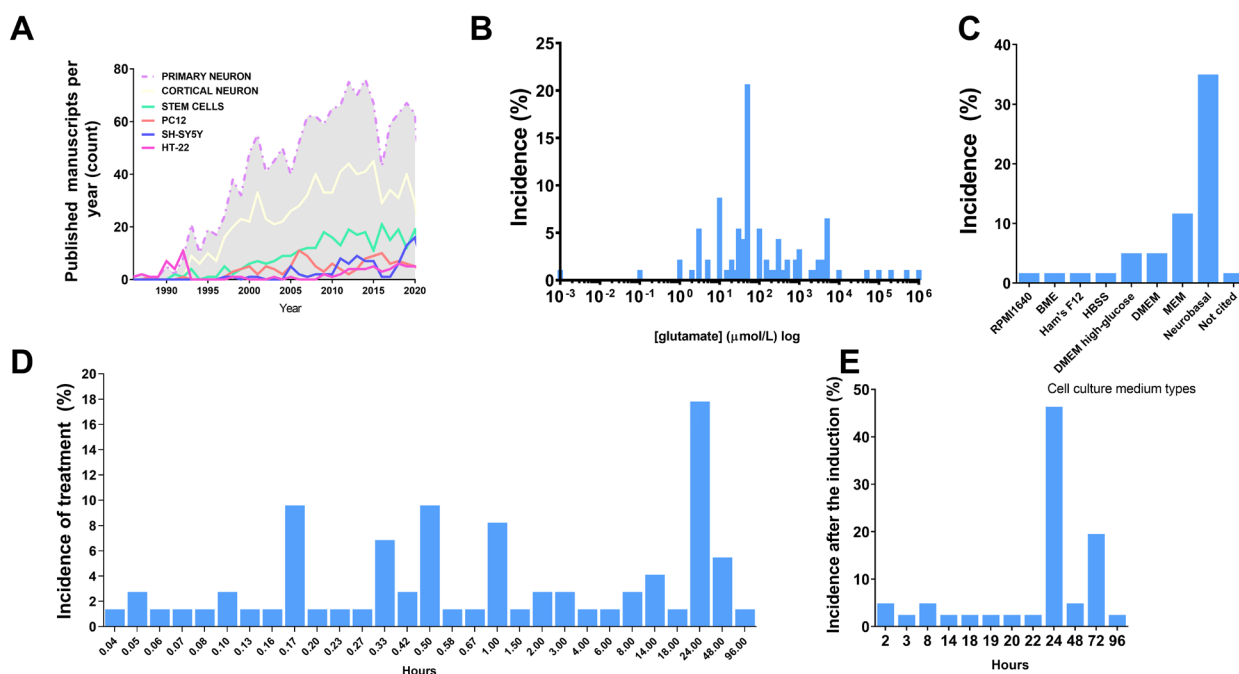 A
Published manuscripts per
year (count)
80
60
40
20
0
PRIMARY NEURON
CORTICAL NEURON
STEM CELLS
PC12
SH-SY5Y
HT-22
1990 1995 2000 2005 2010 2015 2020
Year
B
Incidence (%)
25
20
15
10
5
0
10-3 10-2 10-1 100 101 102 103 104 105 106
[glutamate] (μmol/L) log
C
Incidence (%)
40
30
20
10
0
RPMI1640 BME Ham's F12 HBSS DMEM high-glucose DMEM MEM Neurobasal Not cited
Cell culture medium types
D
Incidence of treatment (%)
20
18
16
14
12
10
8
6
4
2
0
0.04 0.05 0.06 0.07 0.08 0.10 0.13 0.16 0.17 0.20 0.23 0.27 0.33 0.42 0.50 0.58 0.67 1.00 1.50 2.00 3.00 4.00 6.00 8.00 14.00 18.00 24.00 48.00 96.00
Hours
E
Incidence after the induction (%)
50
40
30
20
10
0
2 3 8 14 18 19 20 22 24 48 72 96
Hours